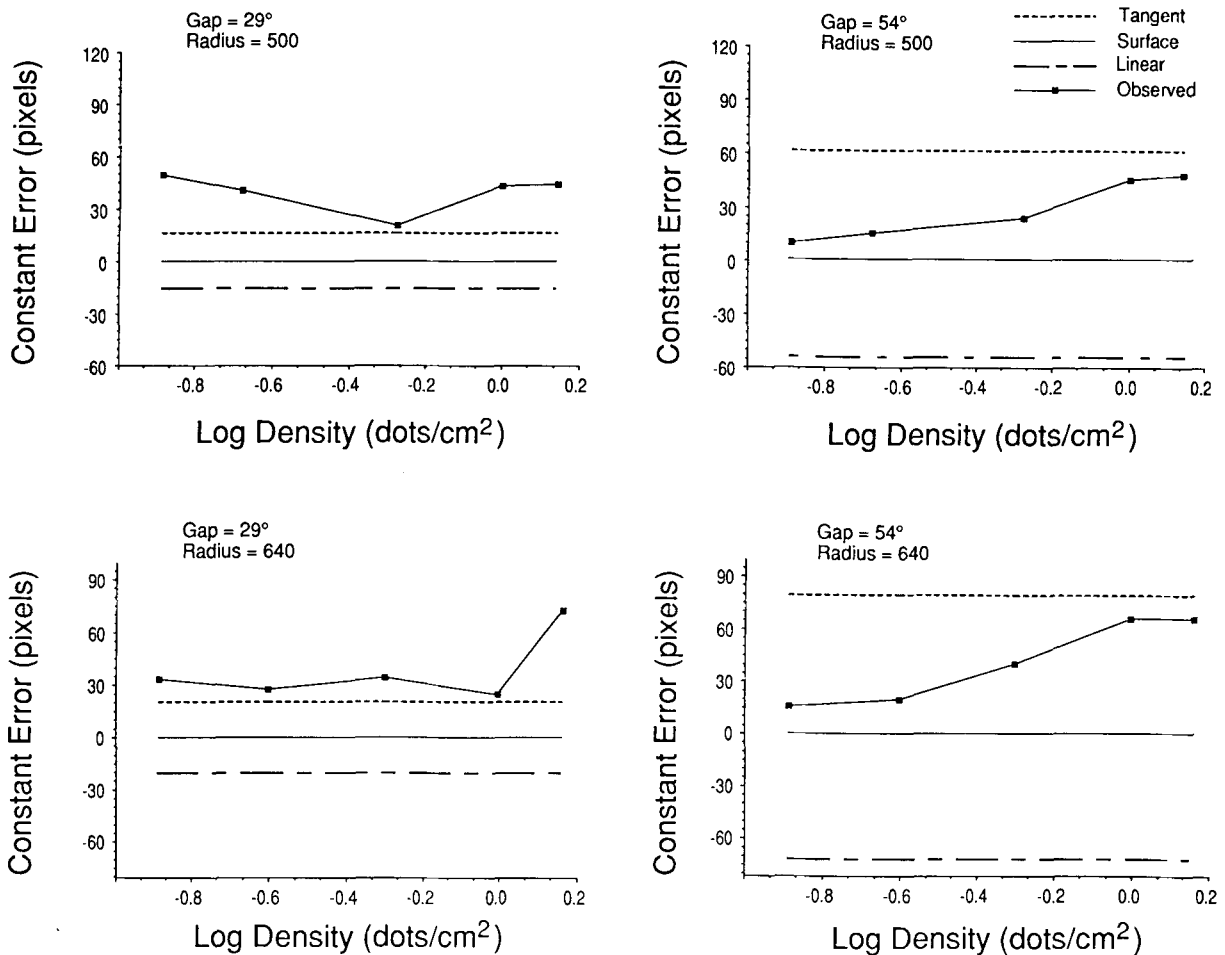 Gap = 29°
Radius = 500
Constant Error (pixels)
120
90
60
30
0
-30
-60
-0.8
-0.6
-0.4
-0.2
0.0
0.2
Log Density (dots/cm²)
Gap = 54°
Radius = 500
Tangent
Surface
Linear
Observed
Constant Error (pixels)
120
90
60
30
0
-30
-60
-0.8
-0.6
-0.4
-0.2
0.0
0.2
Log Density (dots/cm²)
Gap = 29°
Radius = 640
Constant Error (pixels)
90
60
30
0
-30
-60
-0.8
-0.6
-0.4
-0.2
0.0
0.2
Log Density (dots/cm²)
Gap = 54°
Radius = 640
Constant Error (pixels)
90
60
30
0
-30
-60
-0.8
-0.6
-0.4
-0.2
0.0
0.2
Log Density (dots/cm²)